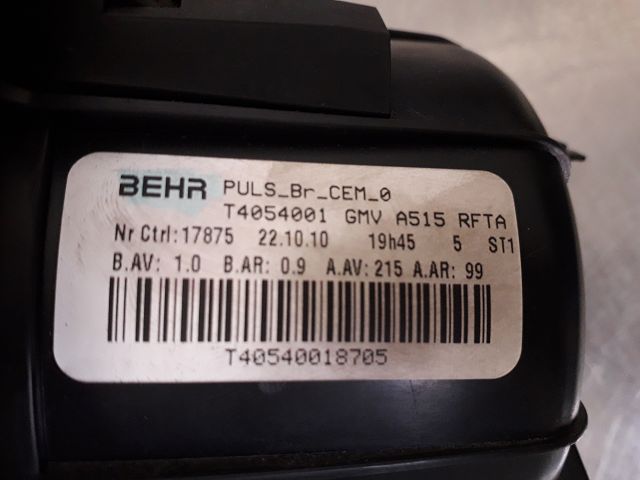 BEHR PULS_Br_CEM_0
T4054001 GMV A515 RFTA
Nr Ctrl:17875 22.10.10 19h45 5 ST1
B.AV: 1.0 B.AR: 0.9 A.AV: 215 A.AR: 99
T40540018705